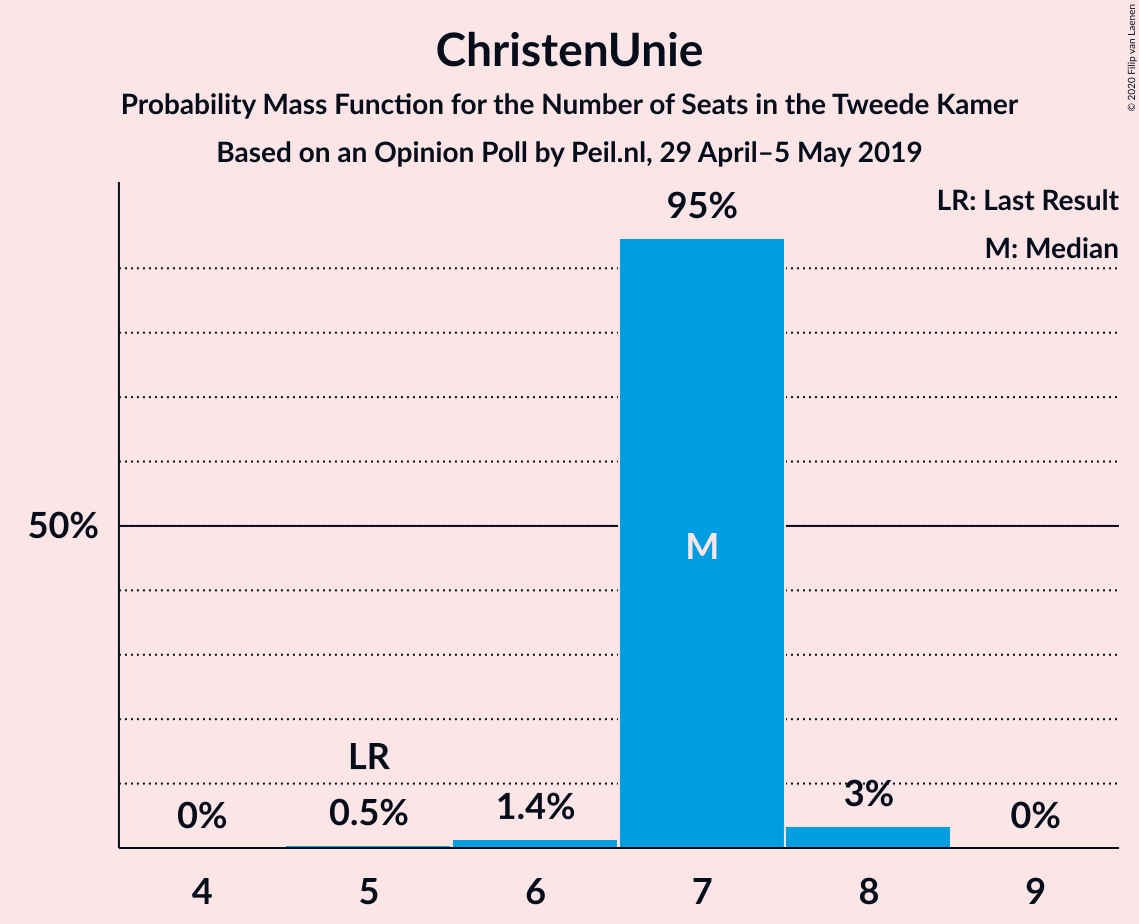 ChristenUnie
Probability Mass Function for the Number of Seats in the Tweede Kamer
Based on an Opinion Poll by Peil.nl, 29 April–5 May 2019
© 2020 Filip van Laenen
LR: Last Result
M: Median
95%
50%
M
LR
0%
0.5%
1.4%
3%
0%
4
5
6
7
8
9